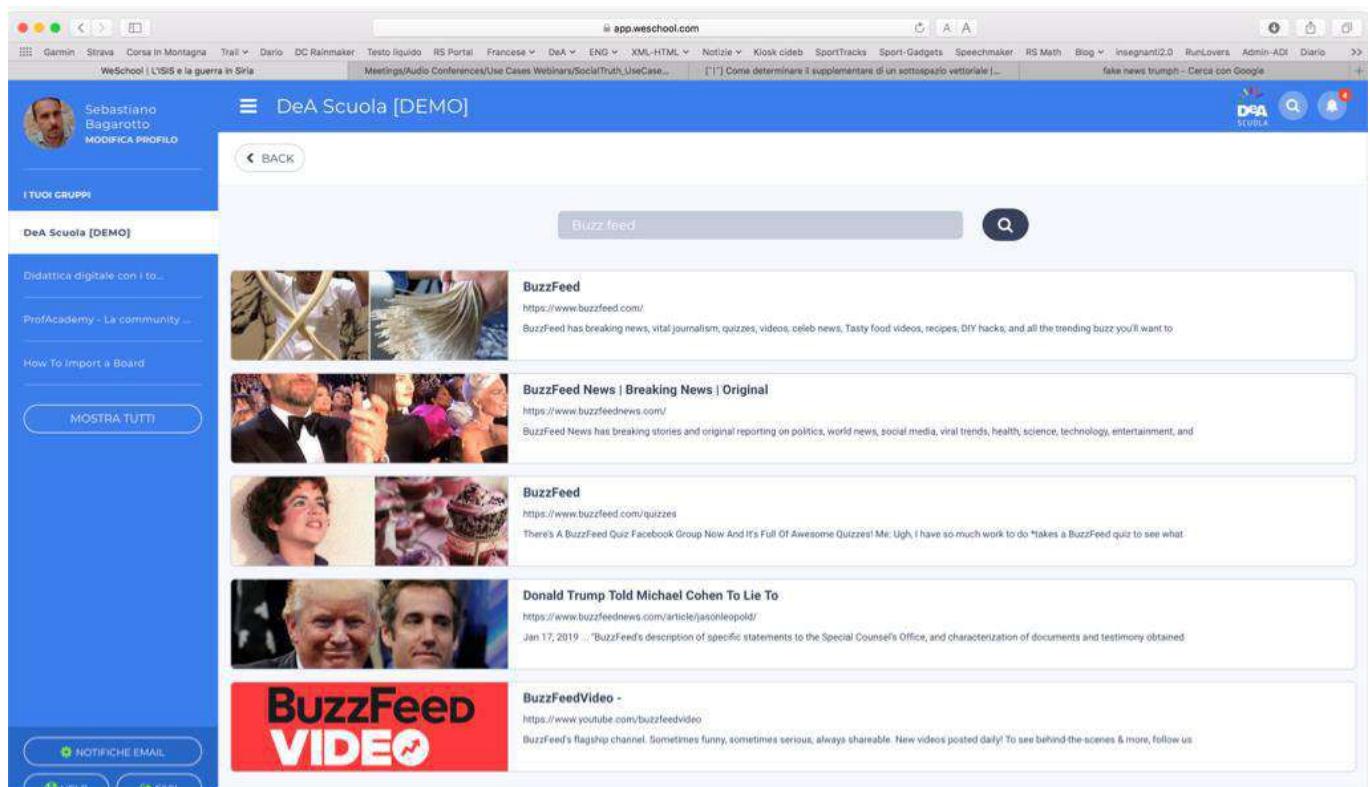 app.weschool.com
A A
Garmin Strava Corsa In Montagna Trail Dario DC Rainmaker Testo liquido RS Portal Francese DeA ENG XML-HTML Notizie Kiosk cideb SportTracks Sport-Gadgets Speechmaker RS Math Blog insegnanti2.0 RunLovers Admin-ADI Diario >>
WeSchool | L'ISIS e la guerra in Siria
Meetings/Audio Conferences/Use Cases Webinars/SocialTruth_UseCase...
["|"] Come determinare il supplementare di un sottospazio vettoriale |...
fake news trumph - Cerca con Google
+
Sebastiano
Bagarotto
MODIFICA PROFILO
DeA Scuola [DEMO]
DeA
SCUOLA
4
BACK
I TUOI GRUPPI
DeA Scuola [DEMO]
Didattica digitale con i to...
ProfAcademy - La community ...
How To Import a Board
MOSTRA TUTTI
Buzz feed
BuzzFeed
https://www.buzzfeed.com/
BuzzFeed has breaking news, vital journalism, quizzes, videos, celeb news, Tasty food videos, recipes, DIY hacks, and all the trending buzz you'll want to
BuzzFeed News | Breaking News | Original
https://www.buzzfeednews.com/
BuzzFeed News has breaking stories and original reporting on politics, world news, social media, viral trends, health, science, technology, entertainment, and
BuzzFeed
https://www.buzzfeed.com/quizzes
There's A BuzzFeed Quiz Facebook Group Now And It's Full Of Awesome Quizzes! Me: Ugh, I have so much work to do *takes a BuzzFeed quiz to see what
Donald Trump Told Michael Cohen To Lie To
https://www.buzzfeednews.com/article/jasonleopold/
Jan 17, 2019 ... "BuzzFeed's description of specific statements to the Special Counsel's Office, and characterization of documents and testimony obtained
BuzzFeed
VIDEO
BuzzFeedVideo -
https://www.youtube.com/buzzfeedvideo
BuzzFeed's flagship channel. Sometimes funny, sometimes serious, always shareable. New videos posted daily! To see behind-the-scenes & more, follow us
NOTIFICHE EMAIL